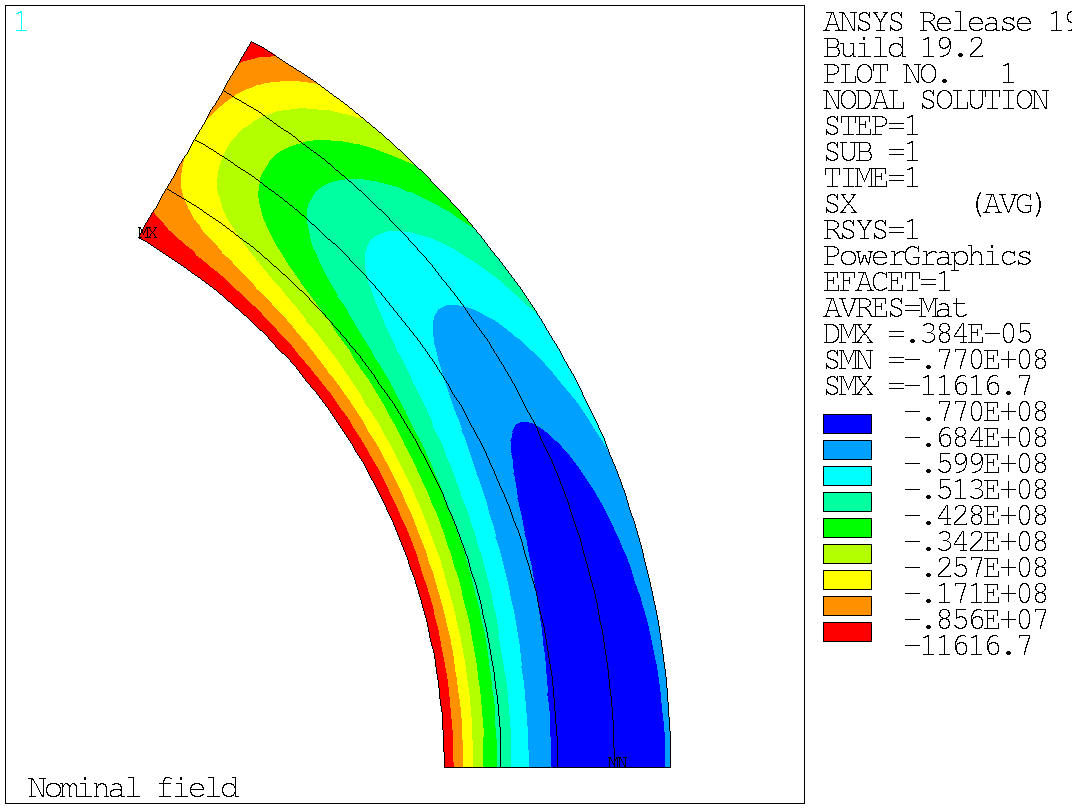 1
ANSYS Release 19
Build 19.2
PLOT NO. 1
NODAL SOLUTION
STEP=1
SUB =1
TIME=1
SX (AVG)
RSYS=1
PowerGraphics
EFACET=1
AVRES=Mat
DMX =.384E-05
SMN =-.770E+08
SMX =-11616.7
-.770E+08
-.684E+08
-.599E+08
-.513E+08
-.428E+08
-.342E+08
-.257E+08
-.171E+08
-.856E+07
-11616.7
MX
MN
Nominal field